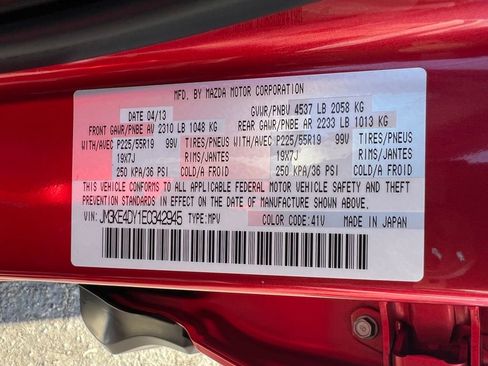 MFD. BY MAZDA MOTOR CORPORATION
DATE 04/13 GVWR/PNBV 4537 LB 2058 KG
FRONT GAWR/PNBE AV 2310 LB 1048 KG REAR GAWR/PNBE AR 2233 LB 1013 KG
WITH/AVEC P225/55R19 99V TIRES/PNEUS WITH/AVEC P225/55R19 99V TIRES/PNEUS
19X7J RIMS/JANTES 19X7J RIMS/JANTES
250 KPA/36 PSI COLD/A FROID 250 KPA/36 PSI COLD/A FROID
THIS VEHICLE CONFORMS TO ALL APPLICABLE FEDERAL MOTOR VEHICLE SAFETY AND THEFT
PREVENTION STANDARDS IN EFFECT ON THE DATE OF MANUFACTURE SHOWN ABOVE.
VIN: JM3KE4DY1E0342945 TYPE: MPV COLOR CODE: 41V MADE IN JAPAN